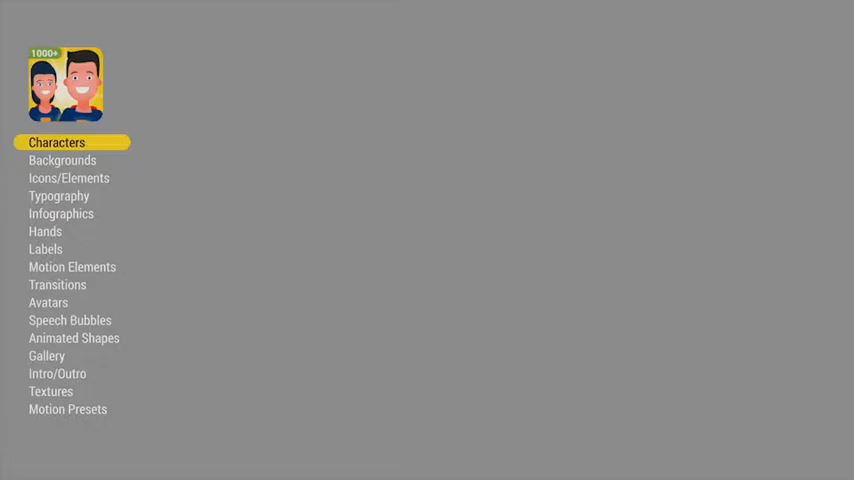 1000+
Characters
Backgrounds
Icons/Elements
Typography
Infographics
Hands
Labels
Motion Elements
Transitions
Avatars
Speech Bubbles
Animated Shapes
Gallery
Intro/Outro
Textures
Motion Presets